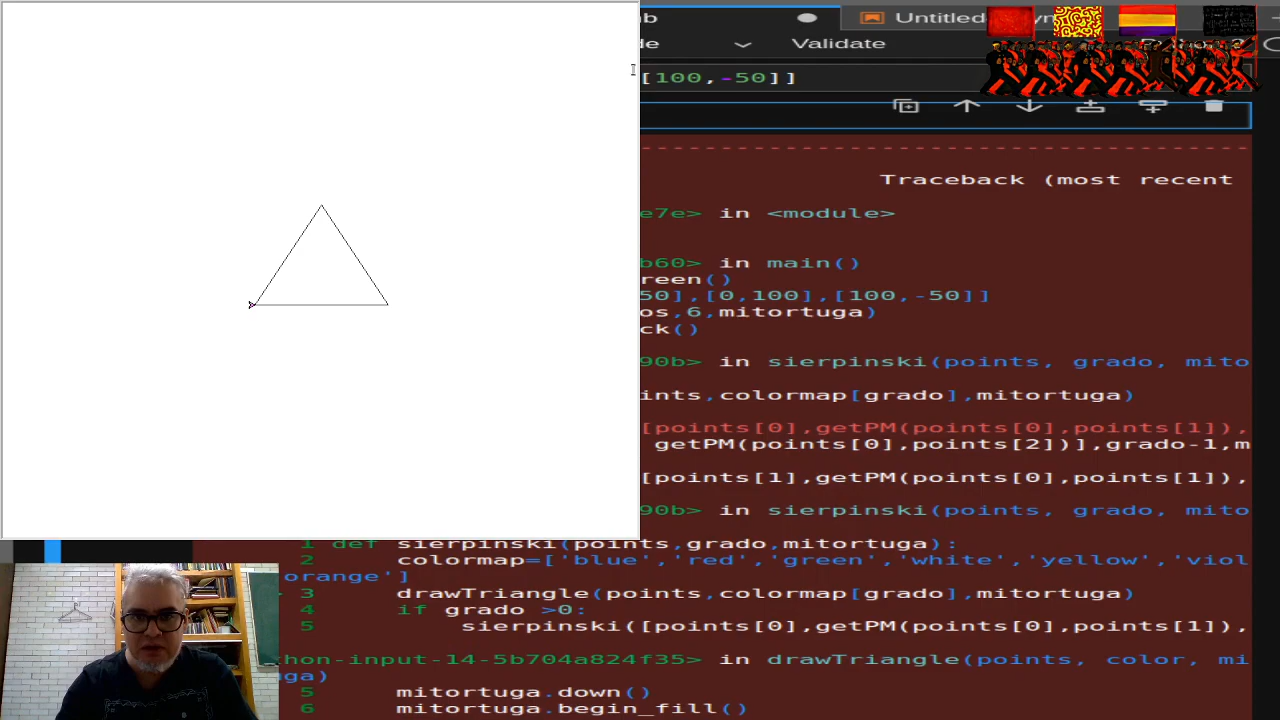 b
Untitled
de
Validate
[100,-50]]
Traceback (most recent
e7e> in <module>
b60> in main()
reen()
50],[0,100],[100,-50]]
os,6,mitortuga)
ck()
90b> in sierpinski(points, grado, mito
ints,colormap[grado],mitortuga)
[points[0],getPM(points[0],points[1]),
getPM(points[0],points[2])],grado-1,m
[points[1],getPM(points[0],points[1]),
90b> in sierpinski(points, grado, mito
1 def sierpinski(points,grado,mitortuga):
2 colormap=['blue','red','green','white','yellow','viol
orange']
3 drawTriangle(points,colormap[grado],mitortuga)
4 if grado >0:
5 sierpinski([points[0],getPM(points[0],points[1]),
thon-input-14-5b704a824f35> in drawTriangle(points, color, mi
uga)
5 mitortuga.down()
6 mitortuga.begin_fill()